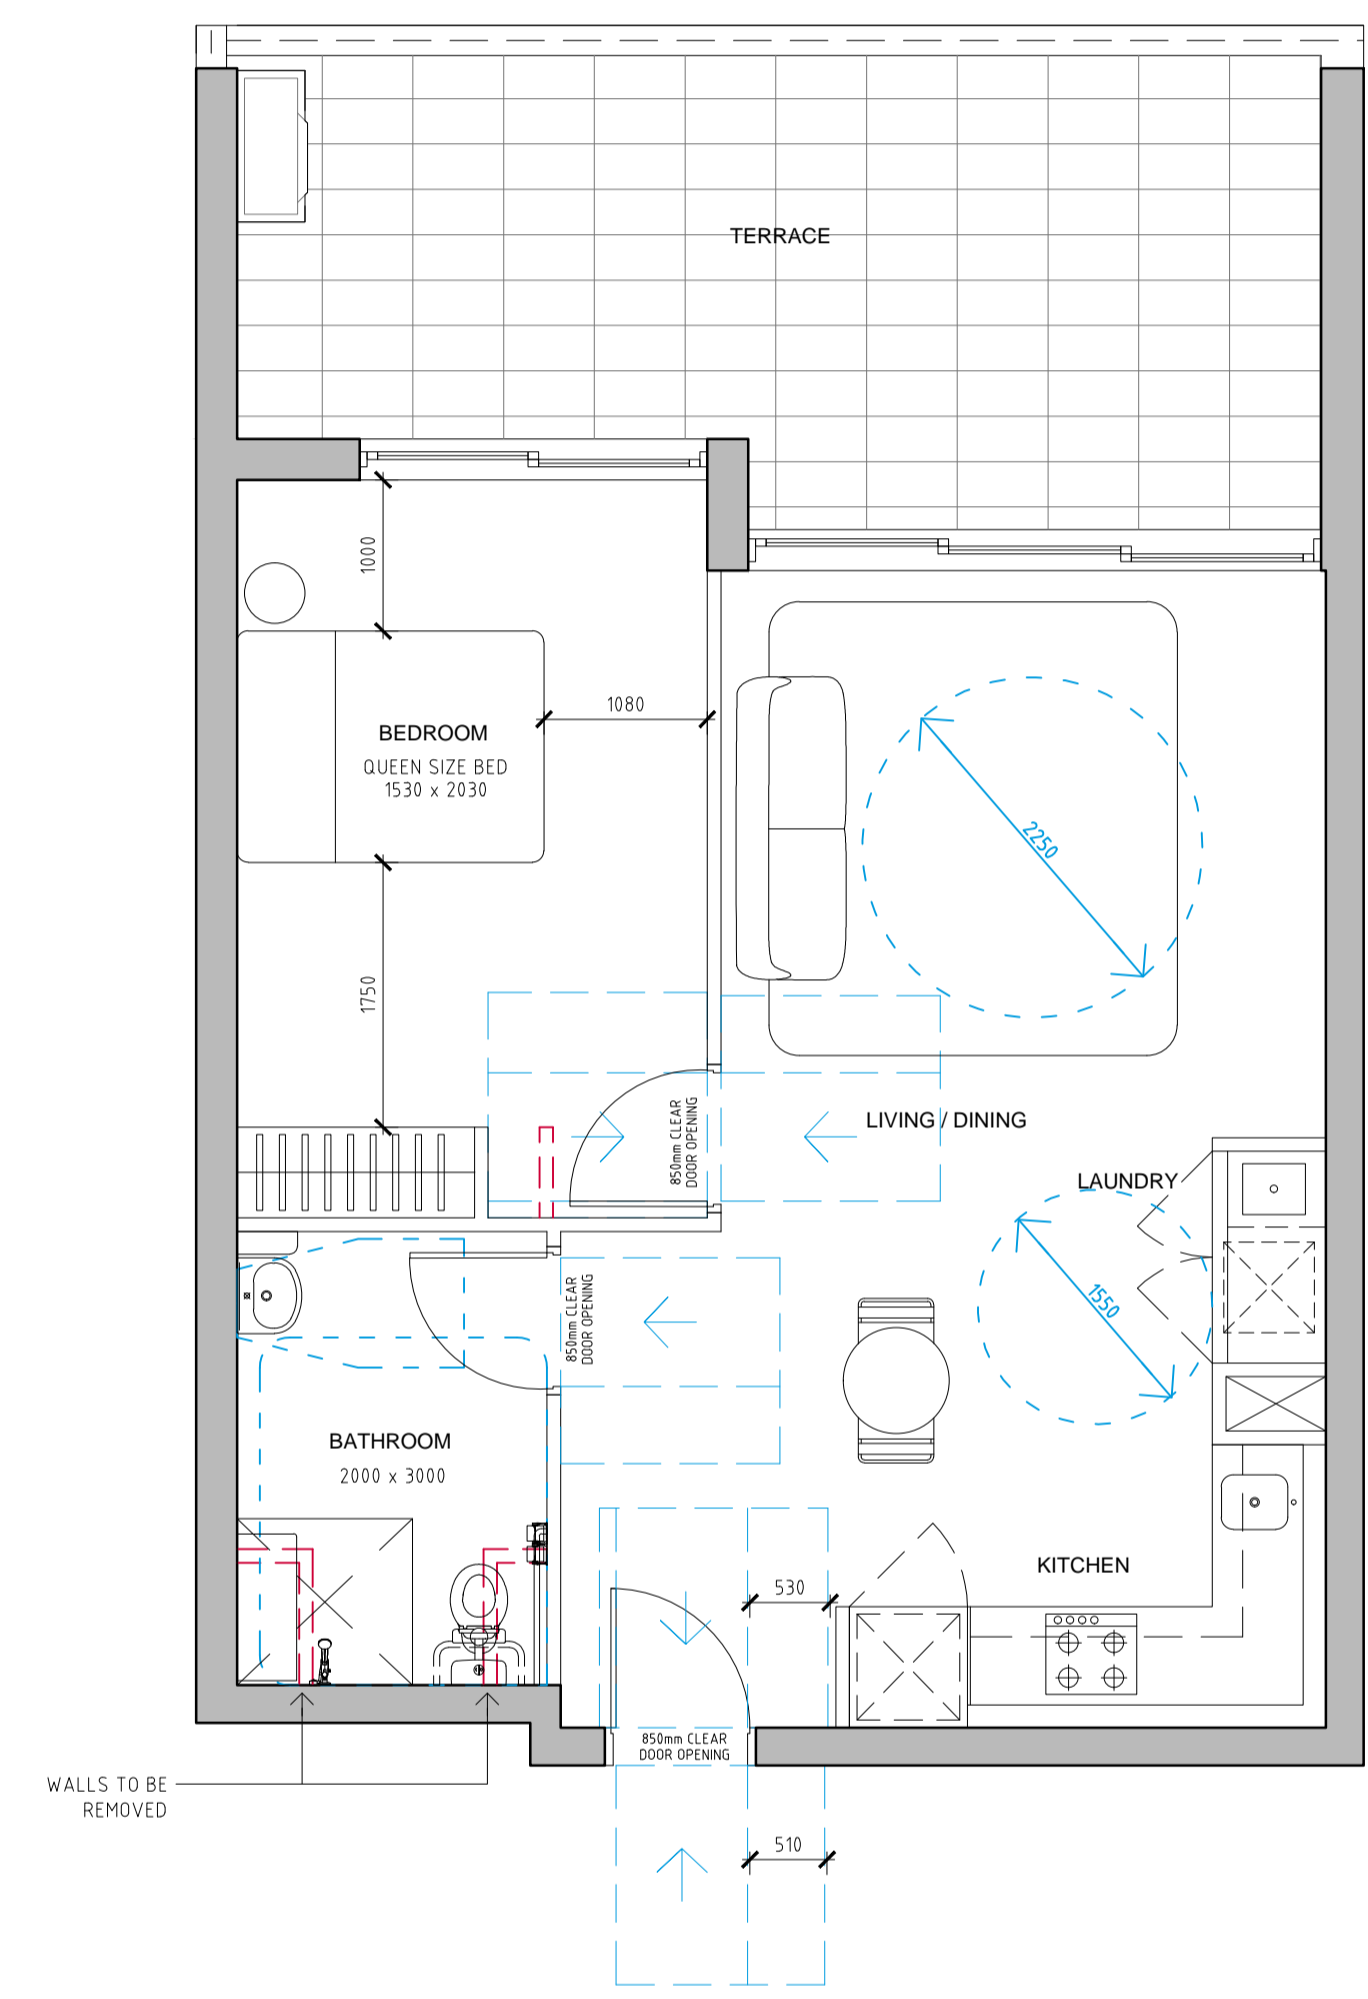 TERRACE
1000
1080
BEDROOM
QUEEN SIZE BED
1530 x 2030
2250
1750
850mm CLEAR
DOOR OPENING
LIVING / DINING
LAUNDRY
850mm CLEAR
DOOR OPENING
1550
BATHROOM
2000 x 3000
KITCHEN
530
850mm CLEAR
DOOR OPENING
WALLS TO BE
REMOVED
510